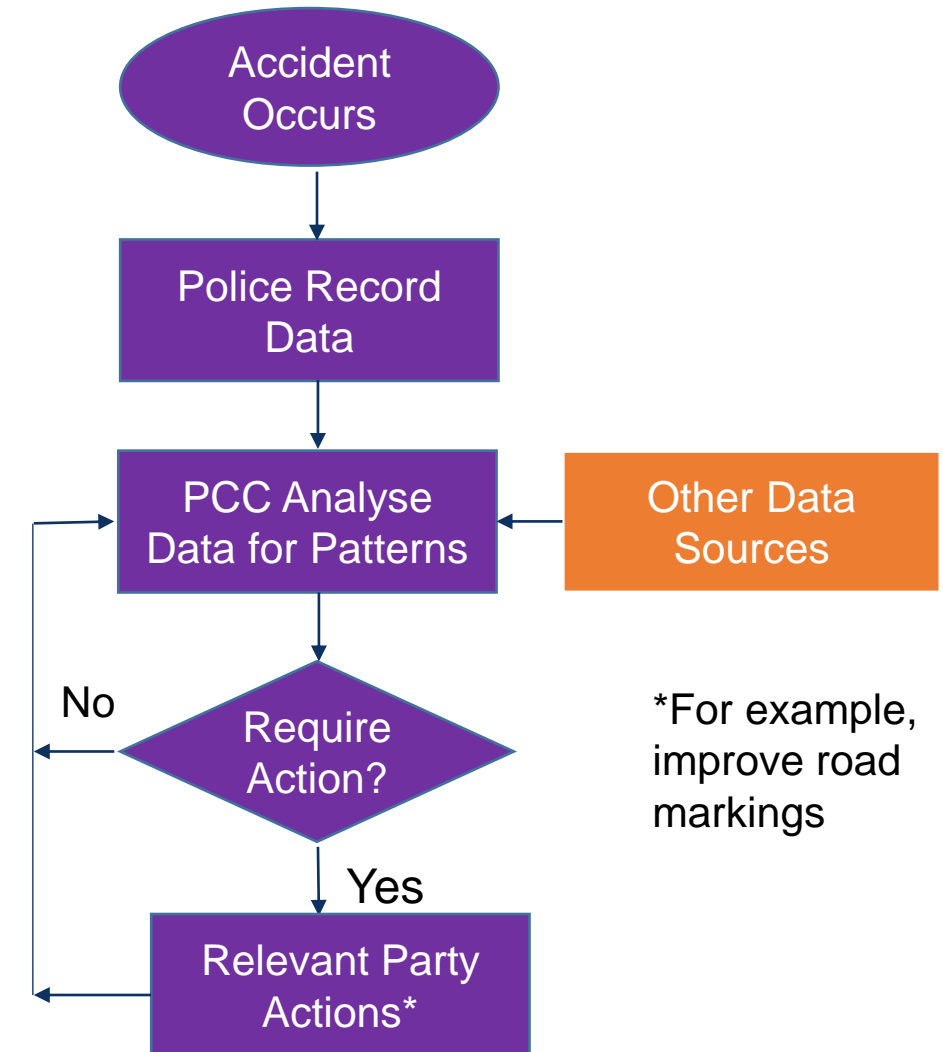 Accident
Occurs
Police Record
Data
PCC Analyse
Data for Patterns
Other Data
Sources
No
Require
Action?
*For example,
improve road
markings
Yes
Relevant Party
Actions*